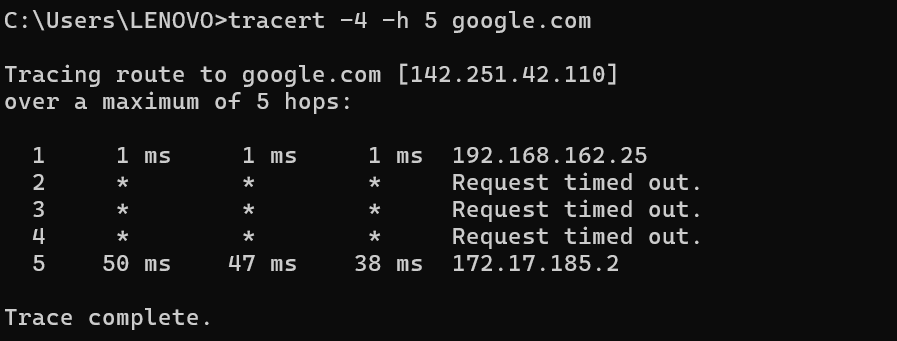 C:\Users\LENOVO>tracert -4 -h 5 google.com
Tracing route to google.com [142.251.42.110]
over a maximum of 5 hops:
1 1 ms 1 ms 1 ms 192.168.162.25
2 * * * Request timed out.
3 * * * Request timed out.
4 * * * Request timed out.
5 50 ms 47 ms 38 ms 172.17.185.2
Trace complete.